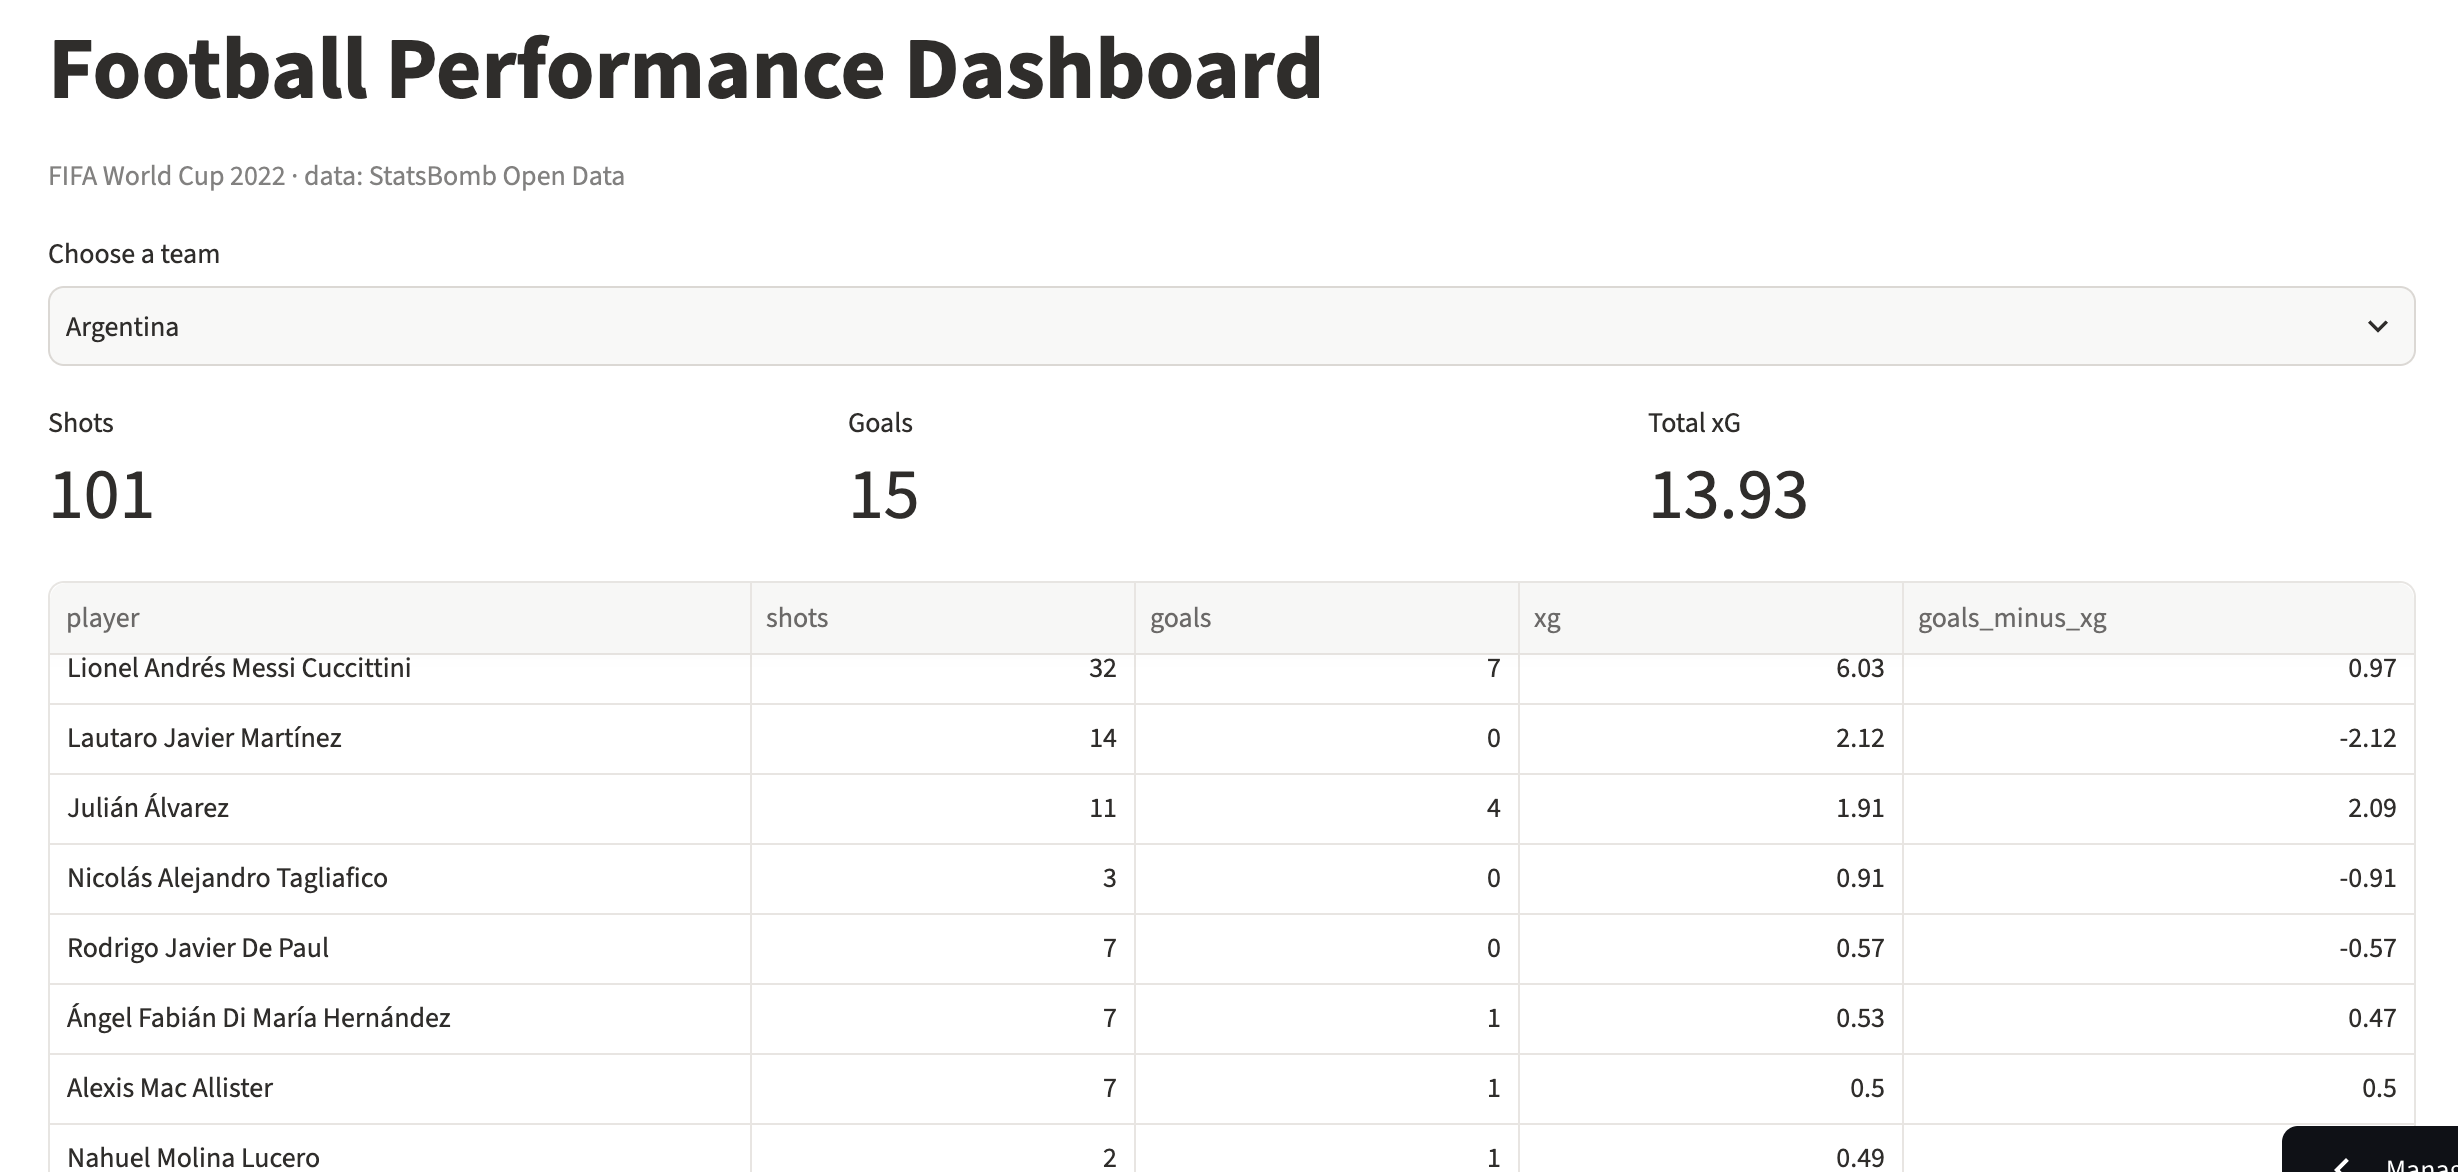 Football Performance Dashboard
FIFA World Cup 2022 · data: StatsBomb Open Data
Choose a team
Argentina
Shots Goals Total xG
101 15 13.93
player shots goals xg goals_minus_xg
Lionel Andrés Messi Cuccittini 32 7 6.03 0.97
Lautaro Javier Martínez 14 0 2.12 -2.12
Julián Álvarez 11 4 1.91 2.09
Nicolás Alejandro Tagliafico 3 0 0.91 -0.91
Rodrigo Javier De Paul 7 0 0.57 -0.57
Ángel Fabián Di María Hernández 7 1 0.53 0.47
Alexis Mac Allister 7 1 0.5 0.5
Nahuel Molina Lucero 2 1 0.49